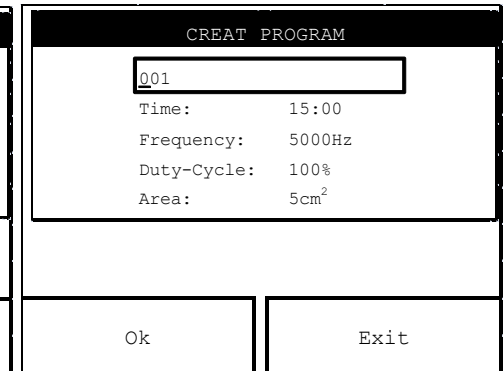 CREAT PROGRAM
001
Time: 15:00
Frequency: 5000Hz
Duty-Cycle: 100%
Area: 5cm²
Ok Exit